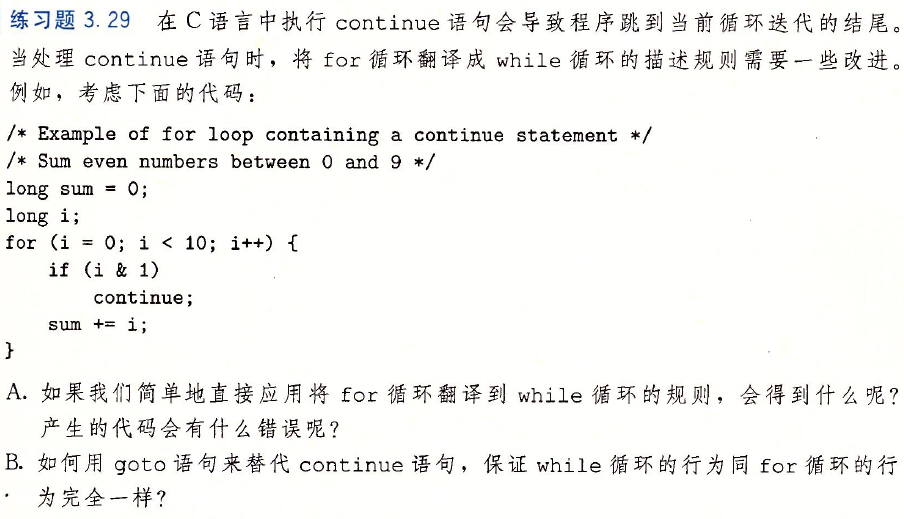 练习题 3.29 在 C 语言中执行 continue 语句会导致程序跳到当前循环迭代的结尾。
当处理 continue 语句时，将 for 循环翻译成 while 循环的描述规则需要一些改进。
例如，考虑下面的代码：
/* Example of for loop containing a continue statement */
/* Sum even numbers between 0 and 9 */
long sum = 0;
long i;
for (i = 0; i < 10; i++) {
    if (i & 1)
        continue;
    sum += i;
}
A. 如果我们简单地直接应用将 for 循环翻译到 while 循环的规则，会得到什么呢？
产生的代码会有什么错误呢？
B. 如何用 goto 语句来替代 continue 语句，保证 while 循环的行为同 for 循环的行
为完全一样？